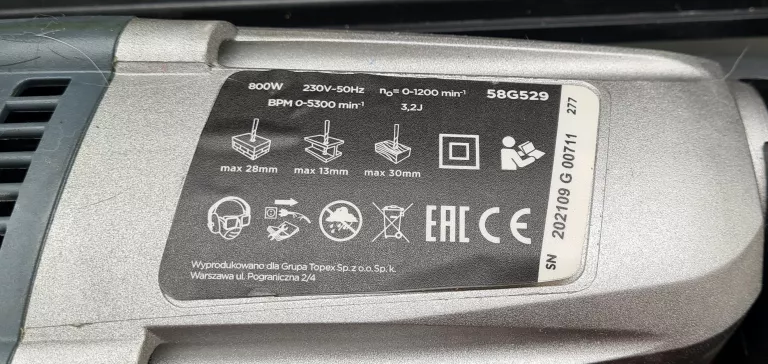 800W 230V~50Hz n₀= 0-1200 min⁻¹ 58G529
BPM 0-5300 min⁻¹ 3,2J
max 28mm max 13mm max 30mm
EAC CE
Wyprodukowano dla Grupa Topex Sp. z o.o. Sp. k.
Warszawa ul. Pograniczna 2/4
SN 202109 G 00711 277